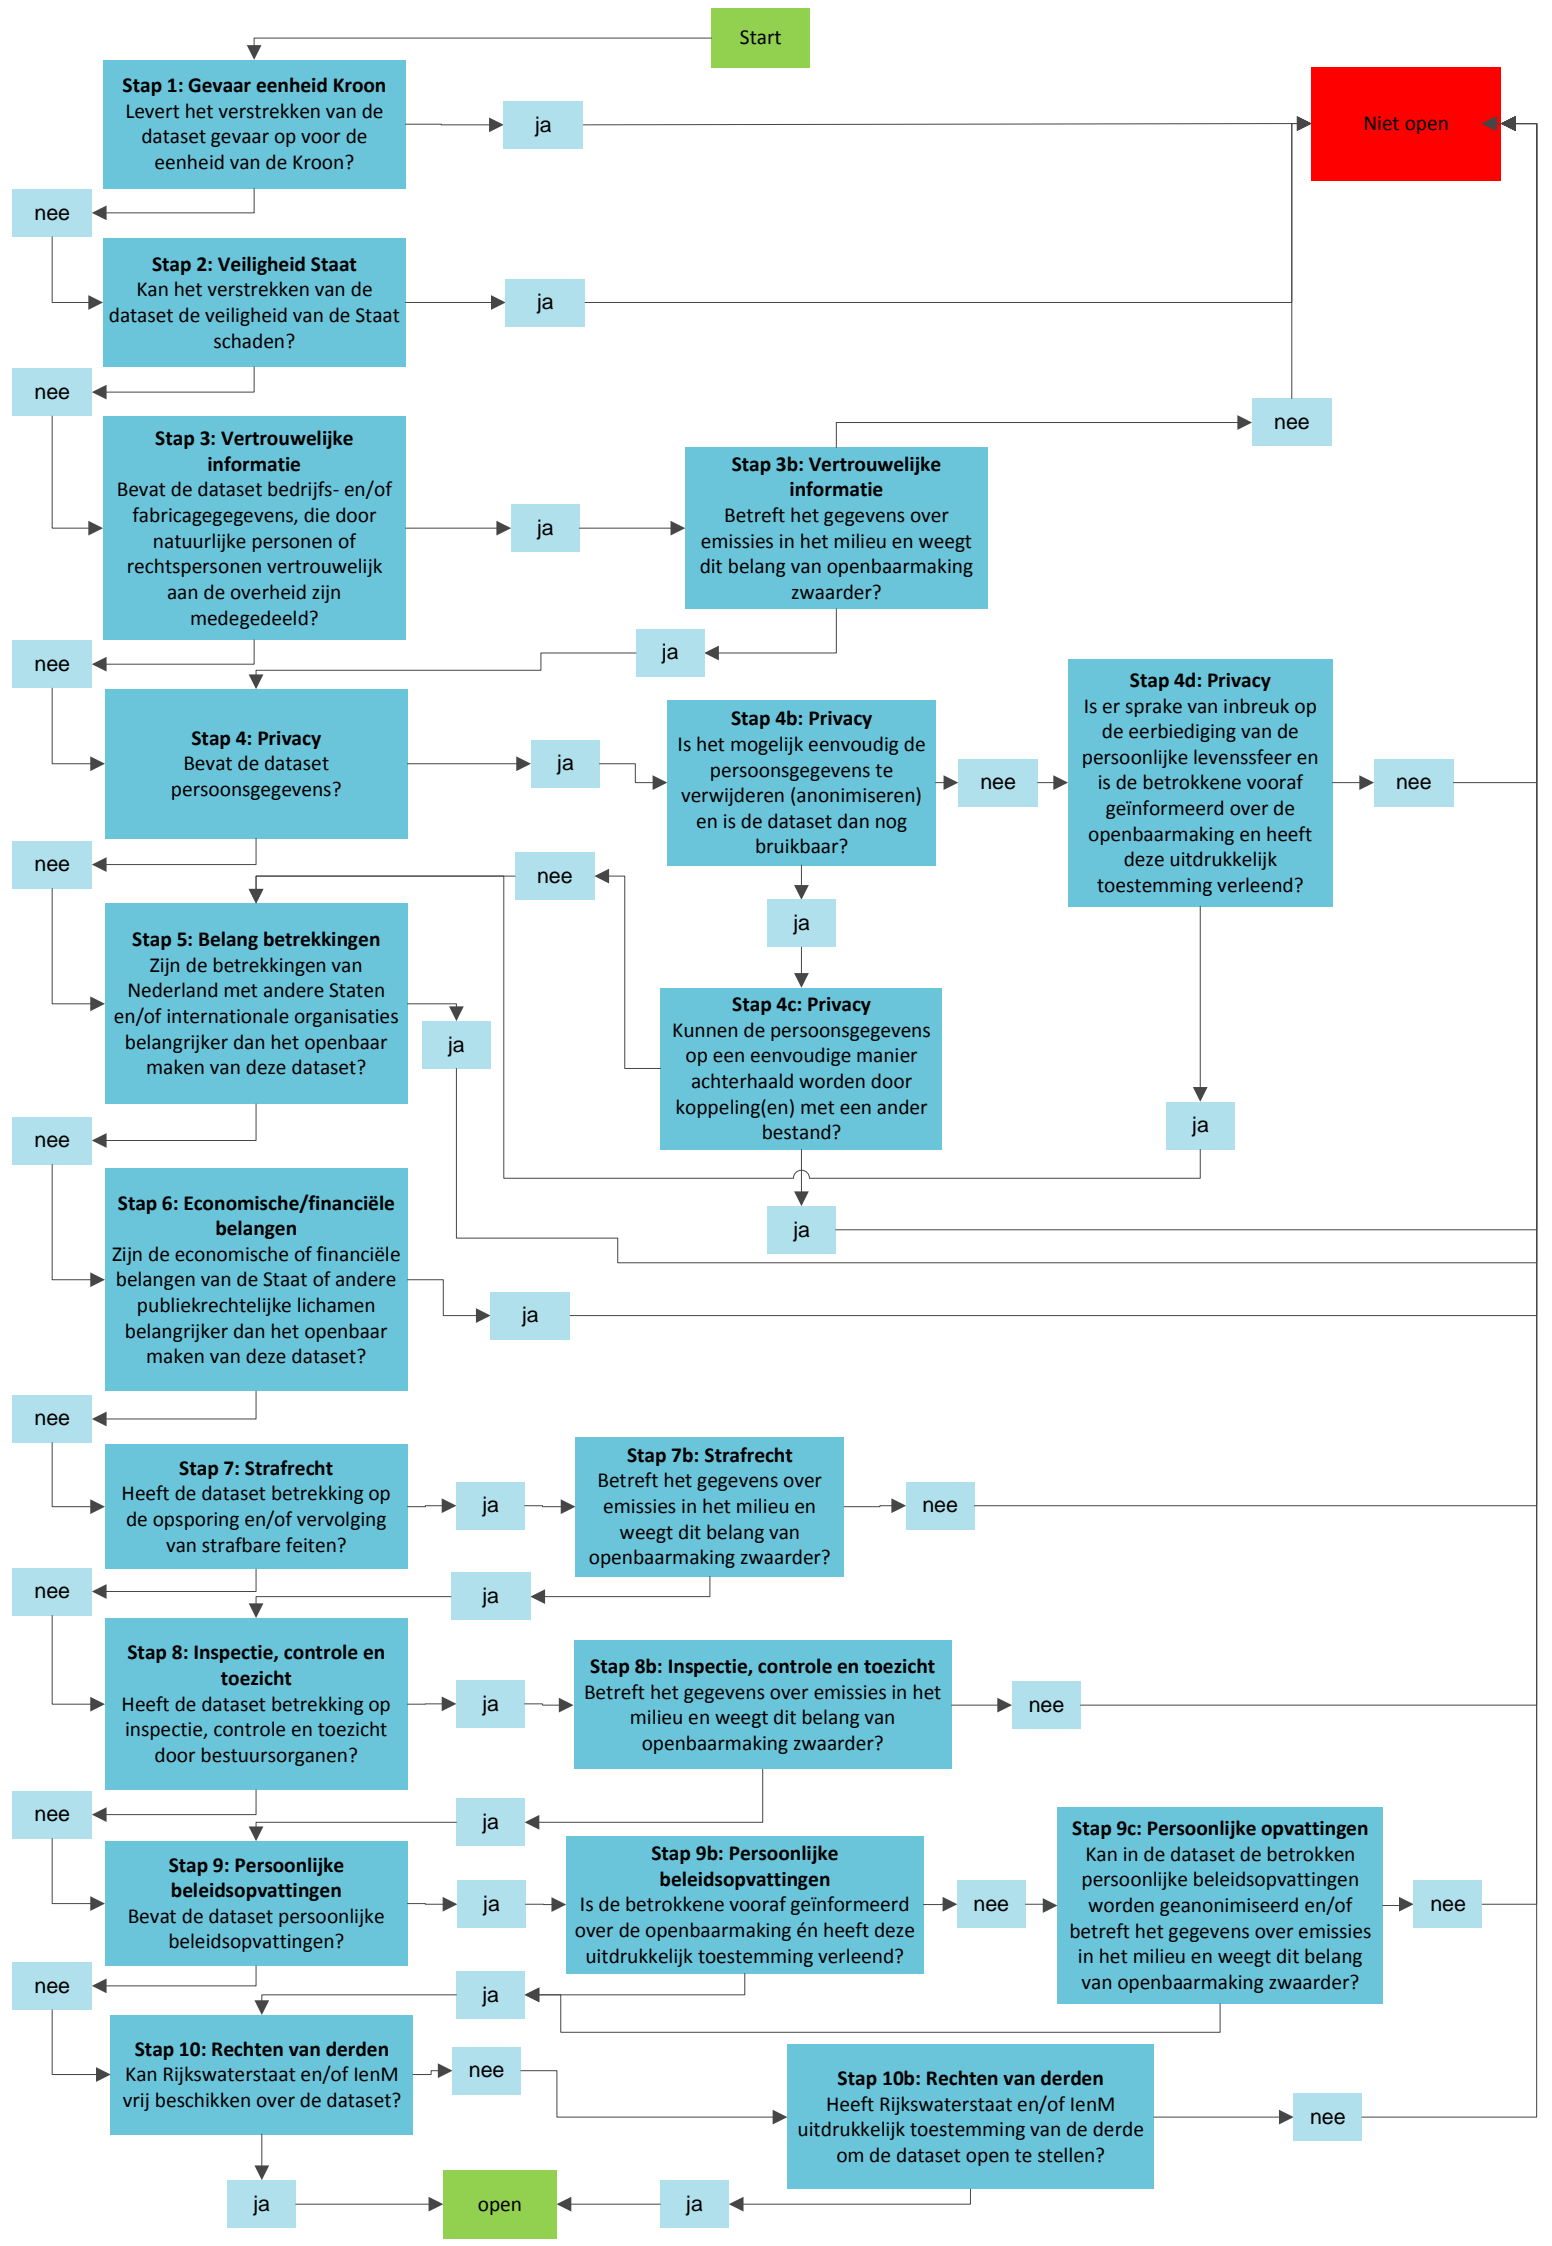 Start
Stap 1: Gevaar eenheid Kroon
Levert het verstrekken van de
dataset gevaar op voor de
eenheid van de Kroon?
ja
Niet open
nee
Stap 2: Veiligheid Staat
Kan het verstrekken van de
dataset de veiligheid van de Staat
schaden?
ja
nee
Stap 3: Vertrouwelijke
informatie
Bevat de dataset bedrijfs- en/of
fabricagegegevens, die door
natuurlijke personen of
rechtspersonen vertrouwelijk
aan de overheid zijn
medegedeeld?
ja
Stap 3b: Vertrouwelijke
informatie
Betreft het gegevens over
emissies in het milieu en weegt
dit belang van openbaarmaking
zwaarder?
nee
ja
nee
Stap 4: Privacy
Bevat de dataset
persoonsgegevens?
ja
Stap 4b: Privacy
Is het mogelijk eenvoudig de
persoonsgegevens te
verwijderen (anonimiseren)
en is de dataset dan nog
bruikbaar?
nee
Stap 4d: Privacy
Is er sprake van inbreuk op
de eerbiediging van de
persoonlijke levenssfeer en
is de betrokkene vooraf
geïnformeerd over de
openbaarmaking en heeft
deze uitdrukkelijk
toestemming verleend?
nee
nee
nee
ja
Stap 5: Belang betrekkingen
Zijn de betrekkingen van
Nederland met andere Staten
en/of internationale organisaties
belangrijker dan het openbaar
maken van deze dataset?
ja
Stap 4c: Privacy
Kunnen de persoonsgegevens
op een eenvoudige manier
achterhaald worden door
koppeling(en) met een ander
bestand?
ja
nee
ja
Stap 6: Economische/financiële
belangen
Zijn de economische of financiële
belangen van de Staat of andere
publiekrechtelijke lichamen
belangrijker dan het openbaar
maken van deze dataset?
ja
nee
Stap 7: Strafrecht
Heeft de dataset betrekking op
de opsporing en/of vervolging
van strafbare feiten?
ja
Stap 7b: Strafrecht
Betreft het gegevens over
emissies in het milieu en
weegt dit belang van
openbaarmaking zwaarder?
nee
nee
ja
Stap 8: Inspectie, controle en
toezicht
Heeft de dataset betrekking op
inspectie, controle en toezicht
door bestuursorganen?
ja
Stap 8b: Inspectie, controle en toezicht
Betreft het gegevens over emissies in het
milieu en weegt dit belang van
openbaarmaking zwaarder?
nee
nee
ja
Stap 9: Persoonlijke
beleidsopvattingen
Bevat de dataset persoonlijke
beleidsopvattingen?
ja
Stap 9b: Persoonlijke
beleidsopvattingen
Is de betrokkene vooraf geïnformeerd
over de openbaarmaking én heeft deze
uitdrukkelijk toestemming verleend?
nee
Stap 9c: Persoonlijke opvattingen
Kan in de dataset de betrokken
persoonlijke beleidsopvattingen
worden geanonimiseerd en/of
betreft het gegevens over emissies
in het milieu en weegt dit belang
van openbaarmaking zwaarder?
nee
nee
ja
Stap 10: Rechten van derden
Kan Rijkswaterstaat en/of IenM
vrij beschikken over de dataset?
nee
Stap 10b: Rechten van derden
Heeft Rijkswaterstaat en/of IenM
uitdrukkelijk toestemming van de derde
om de dataset open te stellen?
nee
ja
open
ja